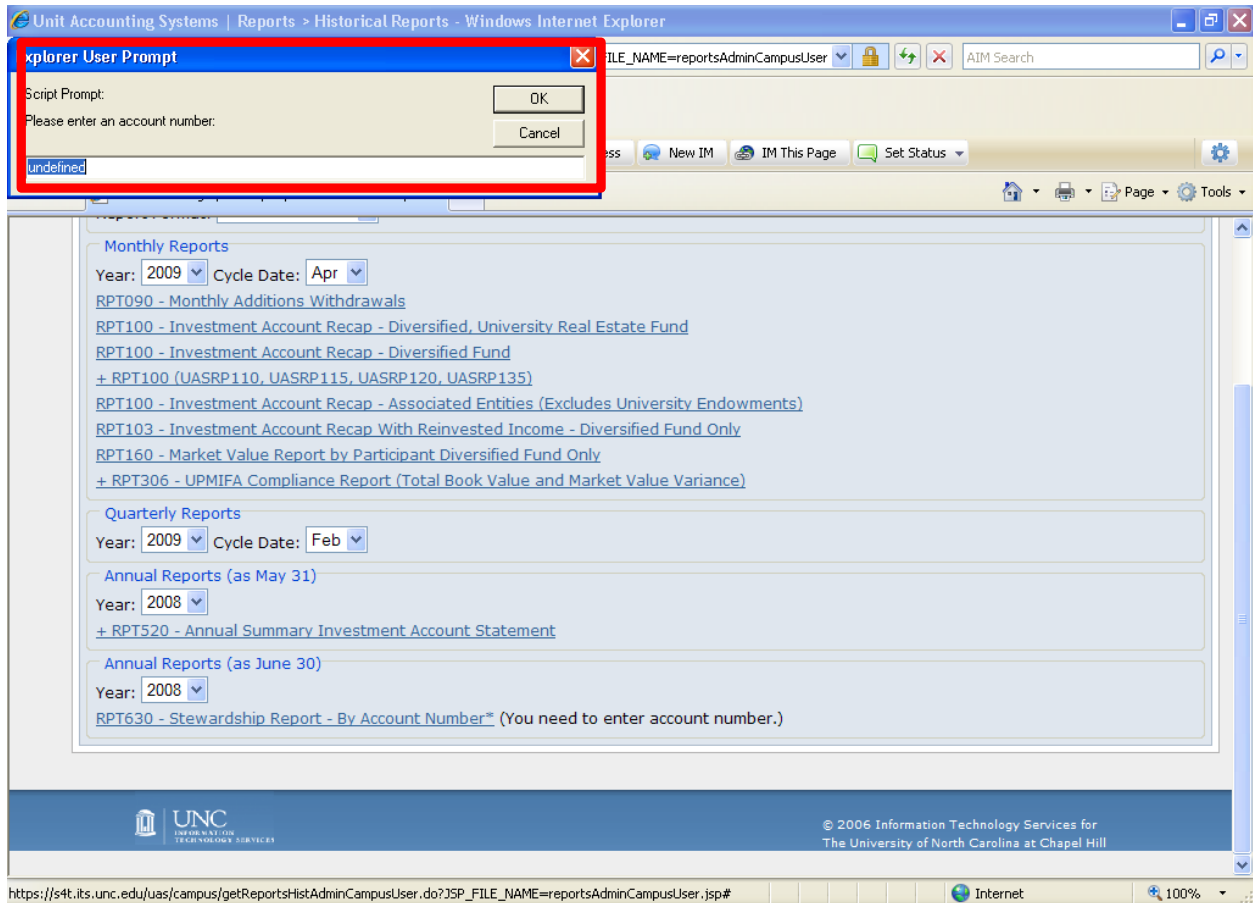 Unit Accounting Systems | Reports > Historical Reports - Windows Internet Explorer
xplorer User Prompt
FILE_NAME=reportsAdminCampusUser
AIM Search
Script Prompt:
Please enter an account number:
OK
Cancel
undefined
ess New IM IM This Page Set Status
Page Tools
Monthly Reports
Year: 2009 Cycle Date: Apr
RPT090 - Monthly Additions Withdrawals
RPT100 - Investment Account Recap - Diversified, University Real Estate Fund
RPT100 - Investment Account Recap - Diversified Fund
+ RPT100 (UASRP110, UASRP115, UASRP120, UASRP135)
RPT100 - Investment Account Recap - Associated Entities (Excludes University Endowments)
RPT103 - Investment Account Recap With Reinvested Income - Diversified Fund Only
RPT160 - Market Value Report by Participant Diversified Fund Only
+ RPT306 - UPMIFA Compliance Report (Total Book Value and Market Value Variance)
Quarterly Reports
Year: 2009 Cycle Date: Feb
Annual Reports (as May 31)
Year: 2008
+ RPT520 - Annual Summary Investment Account Statement
Annual Reports (as June 30)
Year: 2008
RPT630 - Stewardship Report - By Account Number* (You need to enter account number.)
UNC
INFORMATION
TECHNOLOGY SERVICES
© 2006 Information Technology Services for
The University of North Carolina at Chapel Hill
https://s4t.its.unc.edu/uas/campus/getReportsHistAdminCampusUser.do?JSP_FILE_NAME=reportsAdminCampusUser.jsp#
Internet
100%